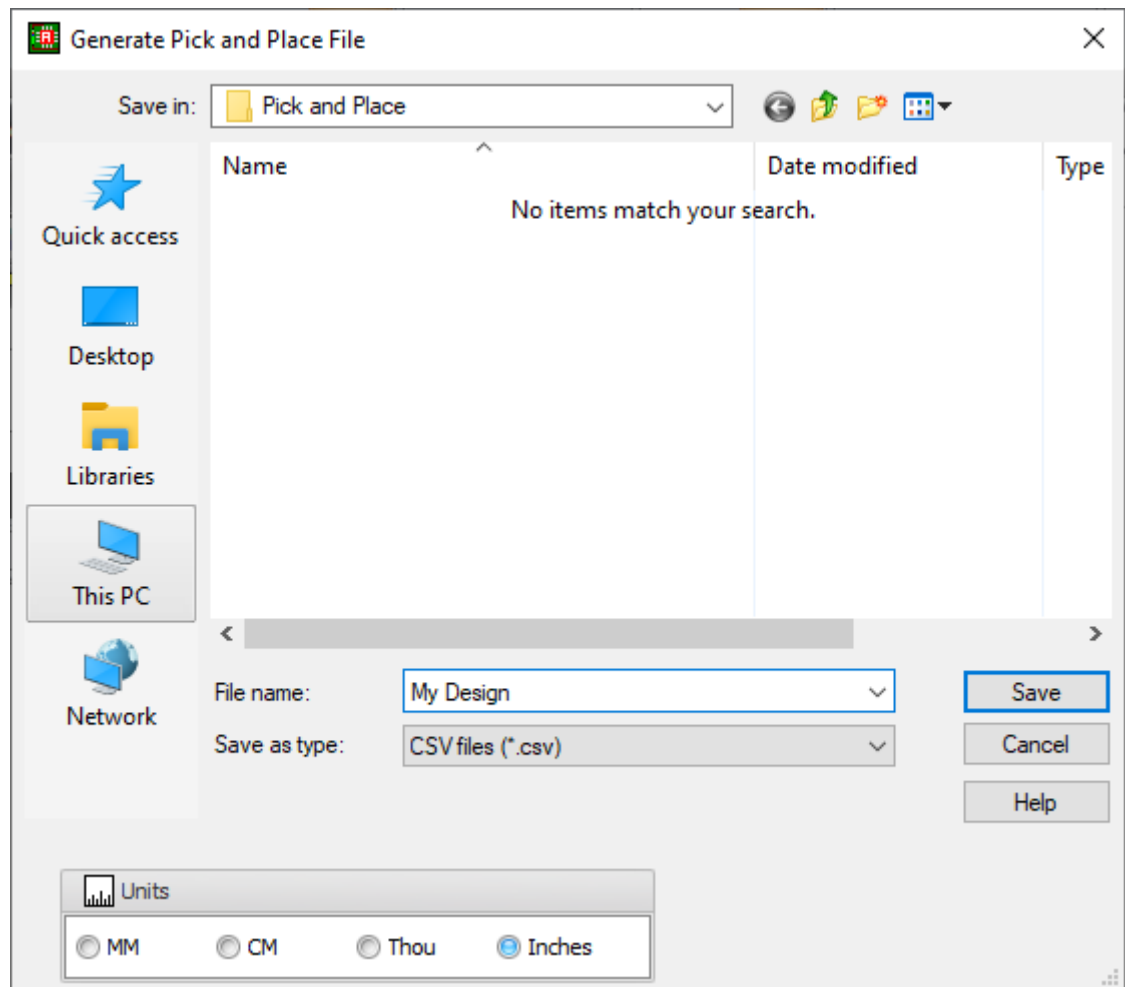 Generate Pick and Place File
Save in: Pick and Place
Name Date modified Type
No items match your search.
Quick access
Desktop
Libraries
This PC
Network
File name: My Design Save
Save as type: CSV files (*.csv) Cancel
Help
Units
MM CM Thou Inches